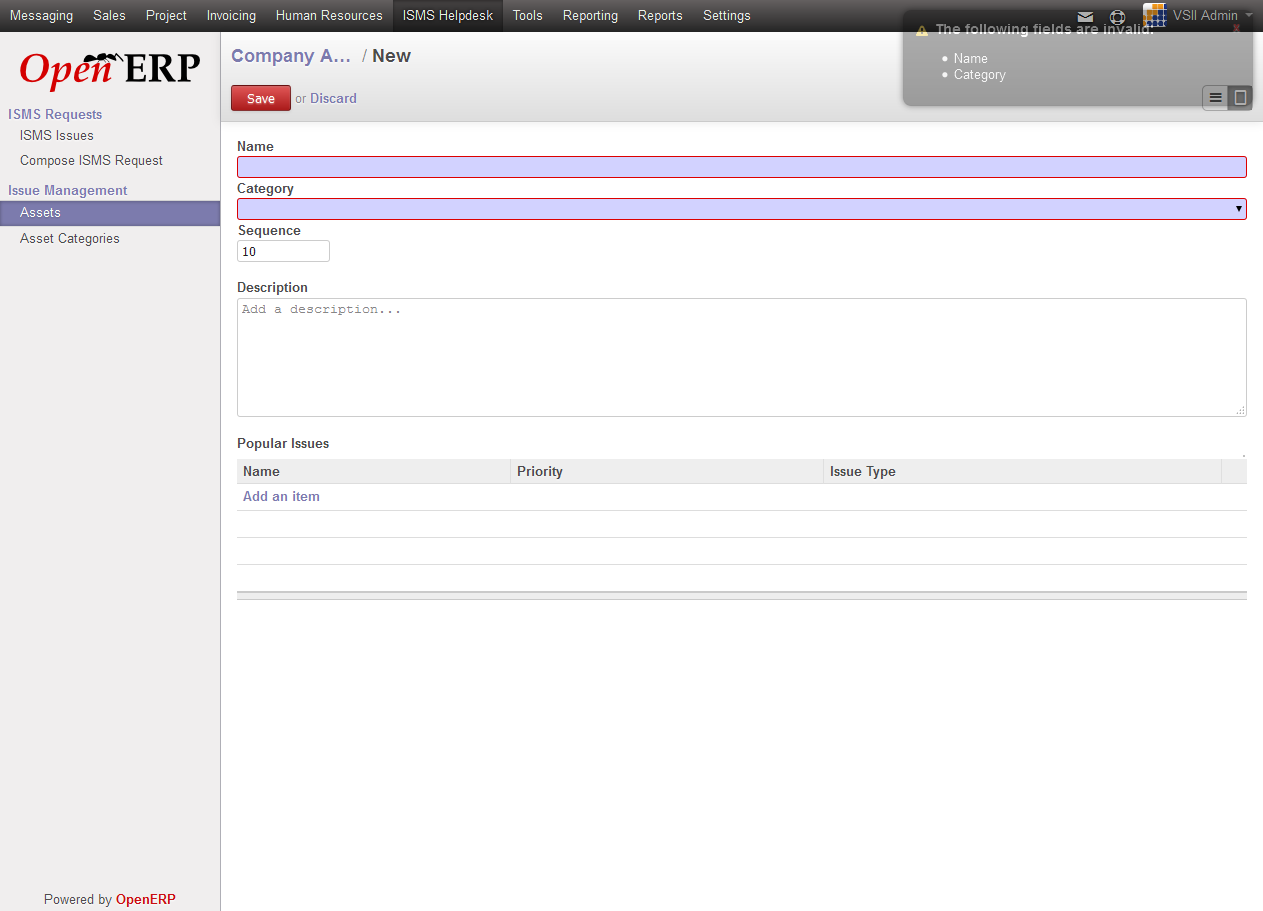 Messaging Sales Project Invoicing Human Resources ISMS Helpdesk Tools Reporting Reports Settings VSII Admin
The following fields are invalid:
Name
Category
Open ERP
Company A... / New
Save or Discard
ISMS Requests
ISMS Issues
Compose ISMS Request
Issue Management
Assets
Asset Categories
Name
Category
Sequence
10
Description
Add a description...
Popular Issues
Name Priority Issue Type
Add an item
Powered by OpenERP